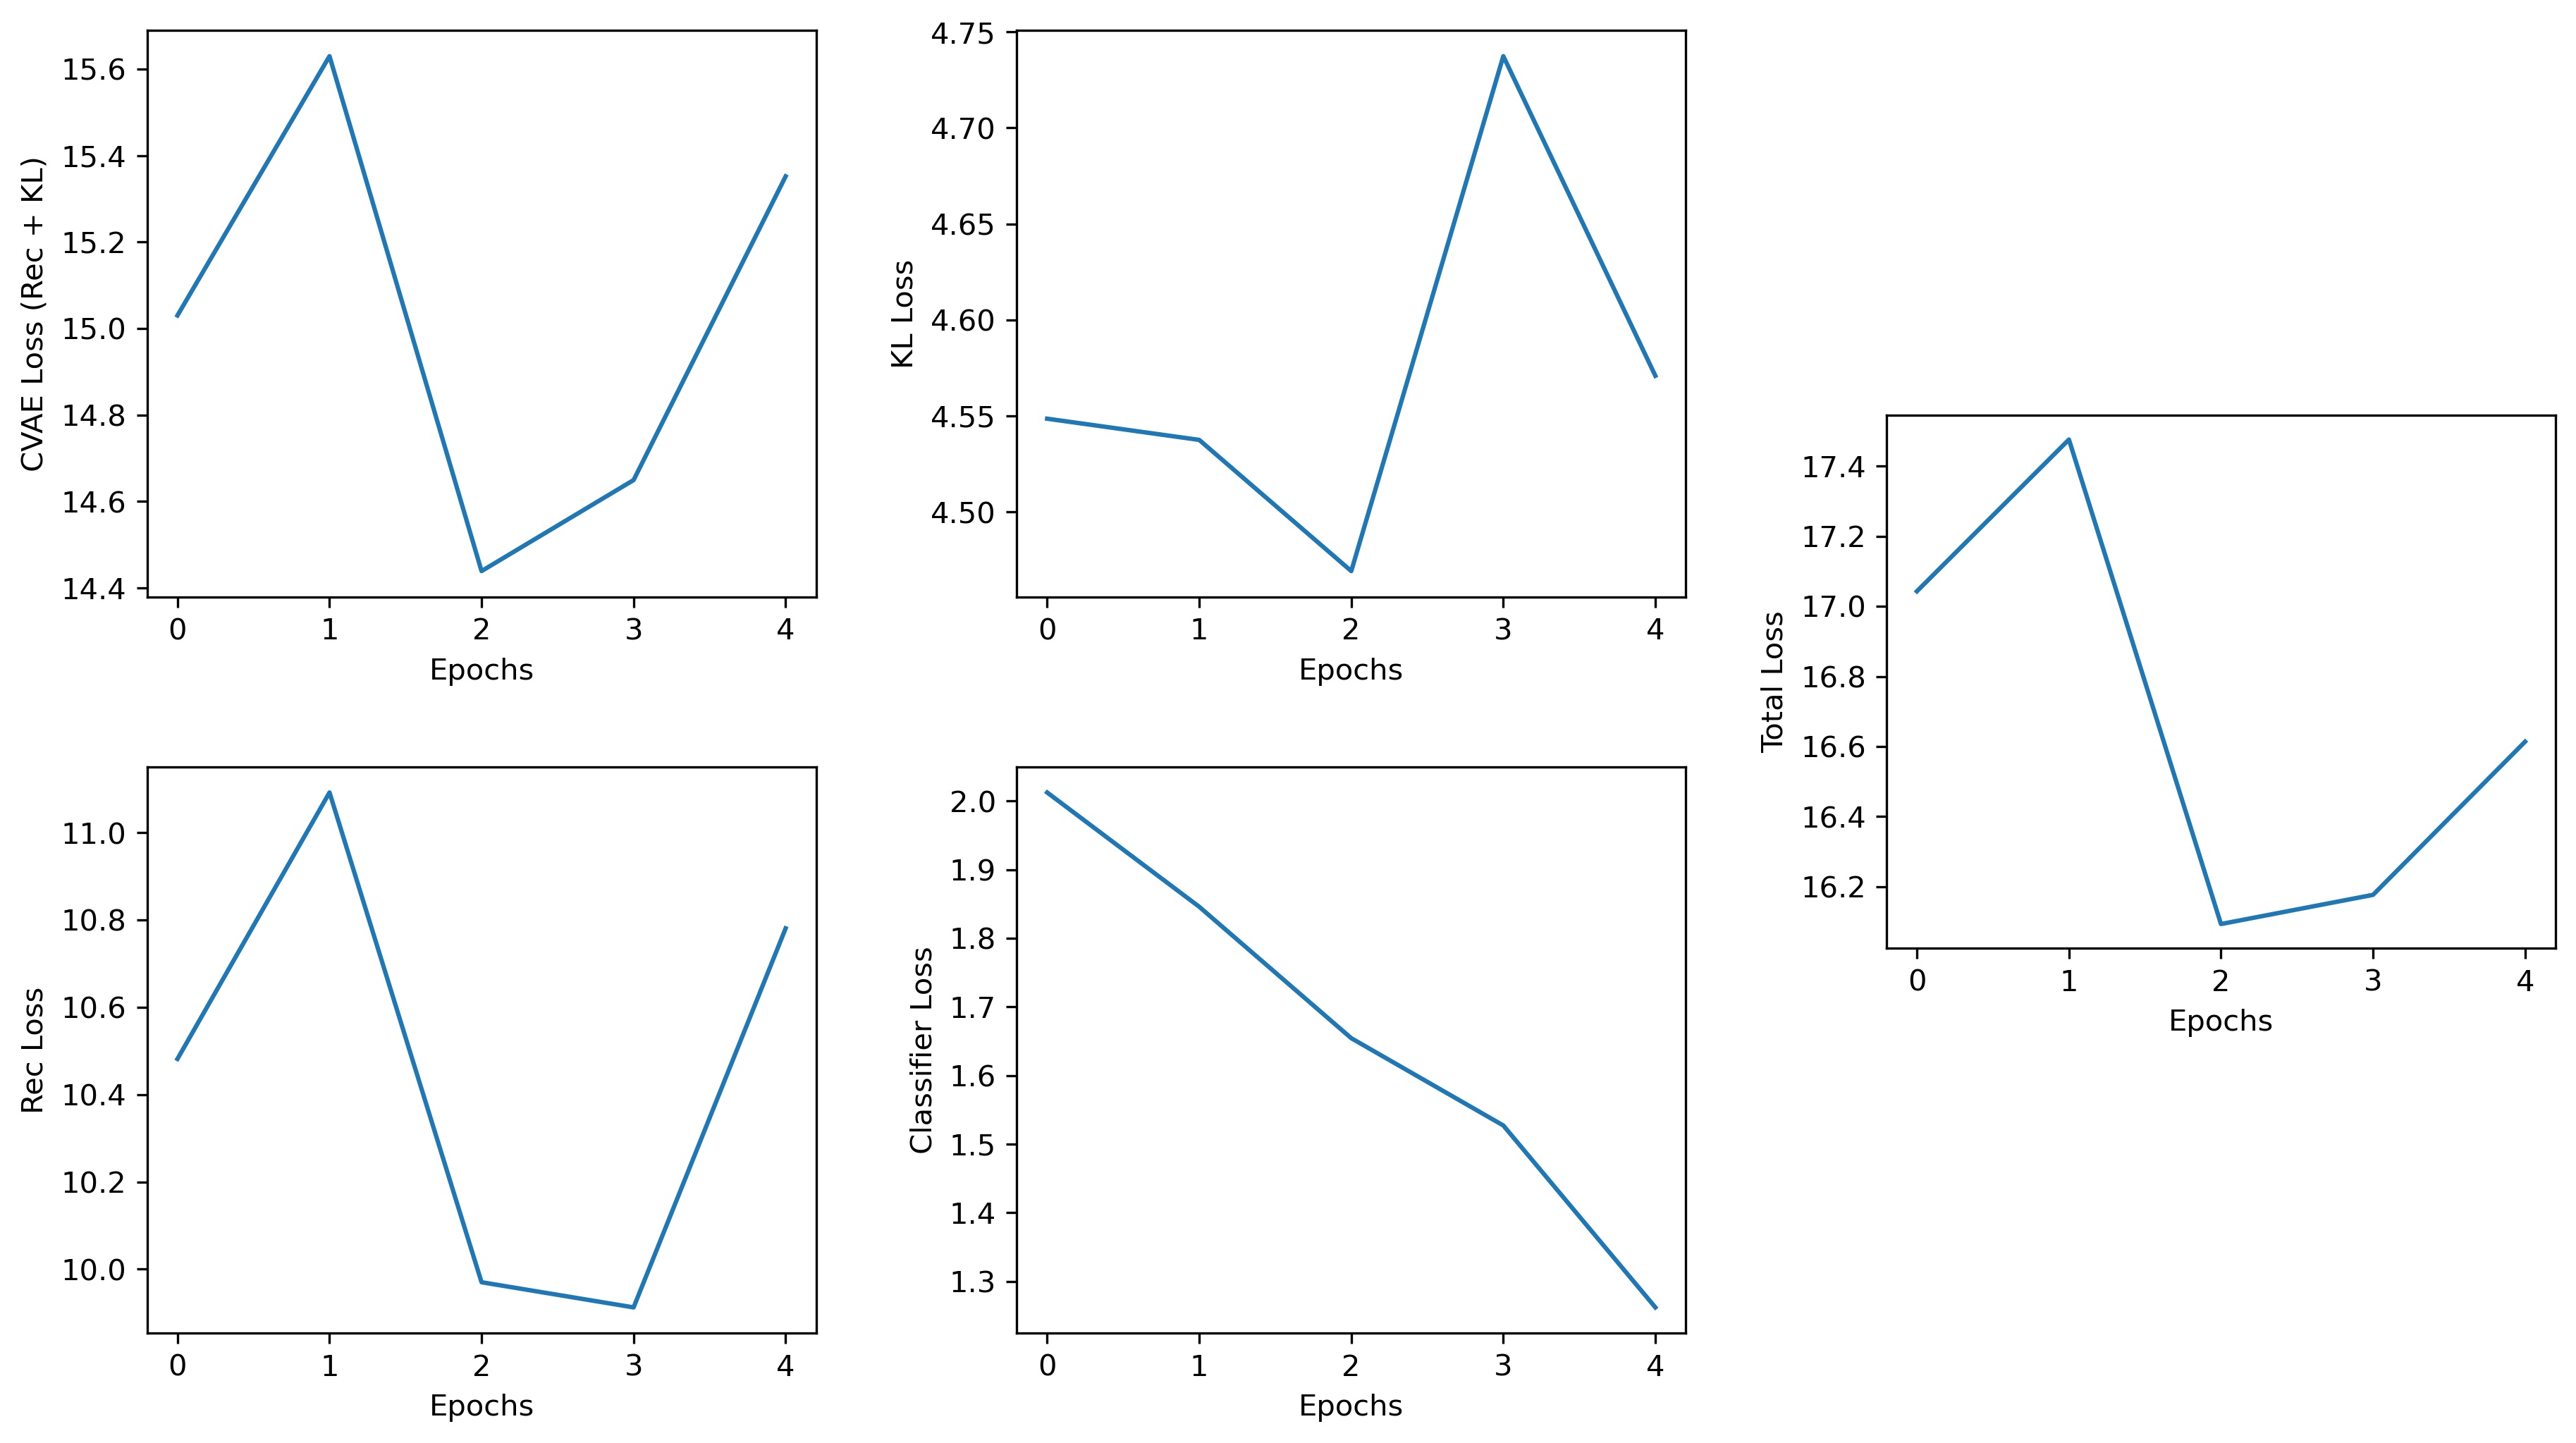 CVAE Loss (Rec + KL)
15.6
15.4
15.2
15.0
14.8
14.6
14.4
0 1 2 3 4
Epochs
KL Loss
4.75
4.70
4.65
4.60
4.55
4.50
0 1 2 3 4
Epochs
Rec Loss
11.0
10.8
10.6
10.4
10.2
10.0
0 1 2 3 4
Epochs
Classifier Loss
2.0
1.9
1.8
1.7
1.6
1.5
1.4
1.3
0 1 2 3 4
Epochs
Total Loss
17.4
17.2
17.0
16.8
16.6
16.4
16.2
0 1 2 3 4
Epochs